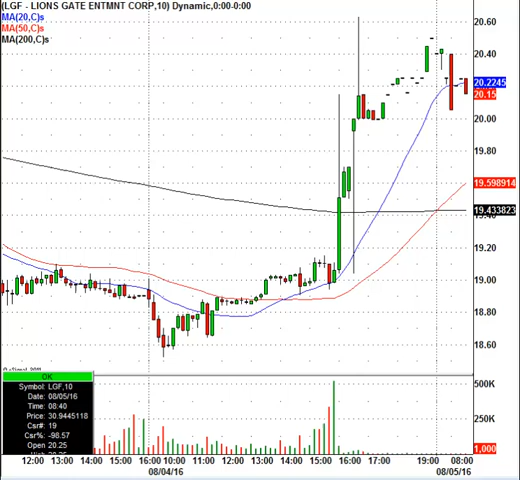 (LGF - LIONS GATE ENTMNT CORP,10) Dynamic,0:00-0:00
MA(20,C)s
MA(50,C)s
MA(200,C)s
20.60
20.40
20.2245
20.15
20.00
19.80
19.598914
19.433823
19.40
19.20
19.00
18.80
18.60
OK
Symbol: LGF,10
Date: 08/05/16
Time: 08:40
Price: 30.9445118
Csr#: 19
Csr%: -98.57
Open 20.25
500K
250K
1,000
12:00 13:00 14:00 15:00 16:00 10:00 11:00 12:00 13:00 14:00 15:00 16:00 17:00 19:00 08:00
08/04/16 08/05/16